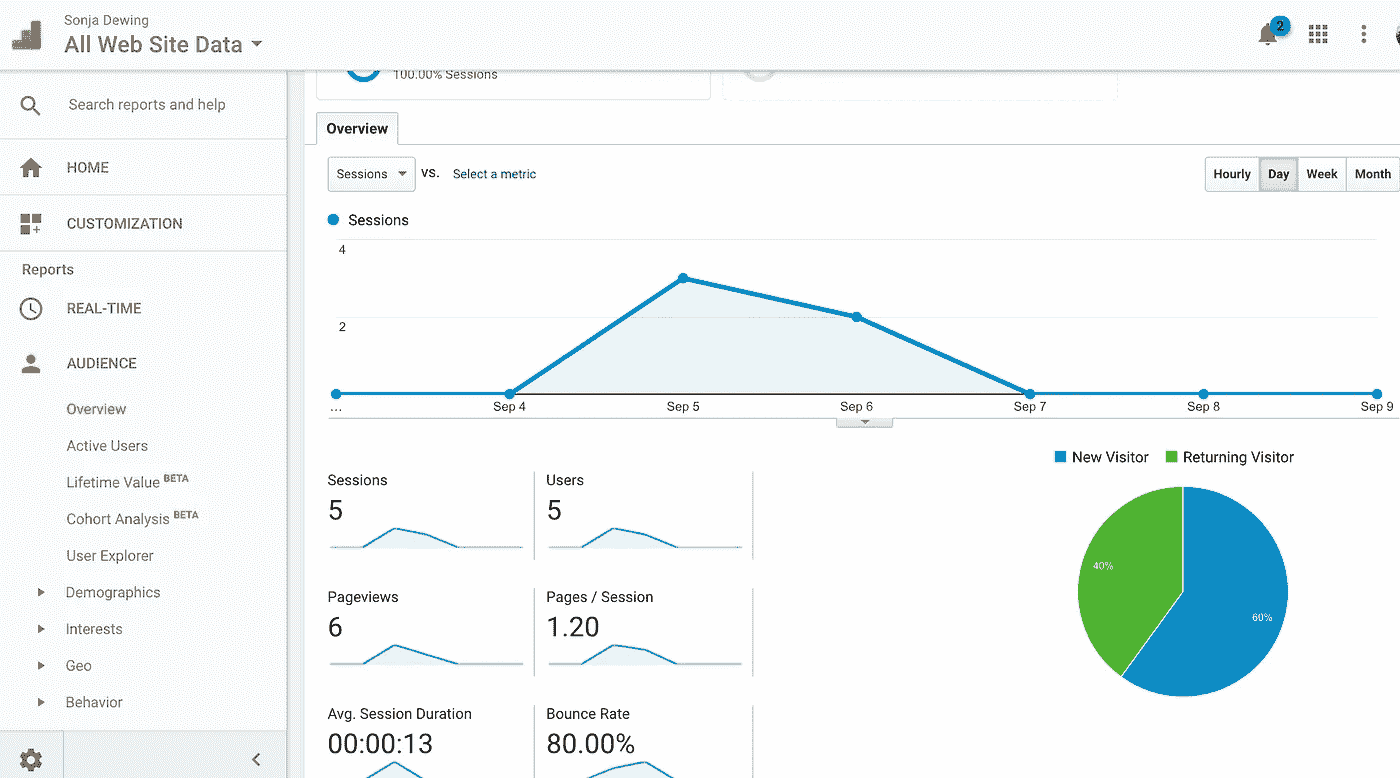 Sonja Dewing
All Web Site Data
2
100.00% Sessions
Search reports and help
HOME
CUSTOMIZATION
Reports
REAL-TIME
AUDIENCE
Overview
Active Users
Lifetime Value BETA
Cohort Analysis BETA
User Explorer
Demographics
Interests
Geo
Behavior
Overview
Sessions VS. Select a metric
Hourly Day Week Month
Sessions
4
2
... Sep 4 Sep 5 Sep 6 Sep 7 Sep 8 Sep 9
New Visitor Returning Visitor
Sessions Users
5 5
40%
60%
Pageviews Pages / Session
6 1.20
Avg. Session Duration Bounce Rate
00:00:13 80.00%